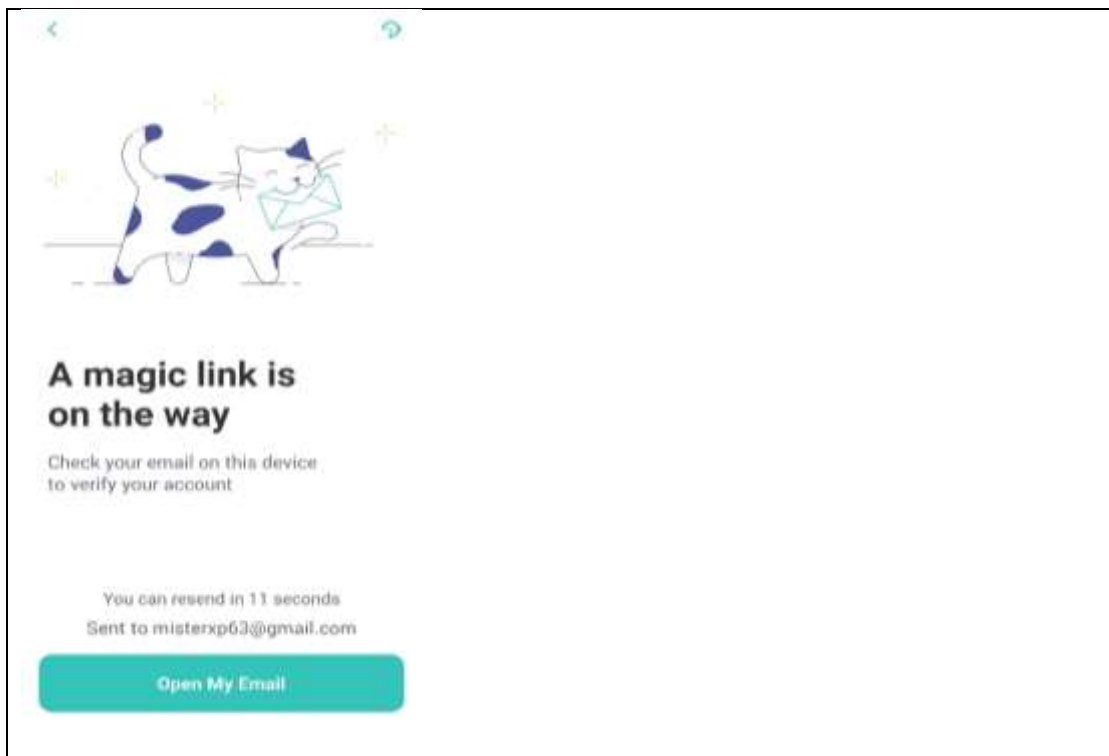 A magic link is
on the way
Check your email on this device
to verify your account
You can resend in 11 seconds
Sent to misterxp63@gmail.com
Open My Email